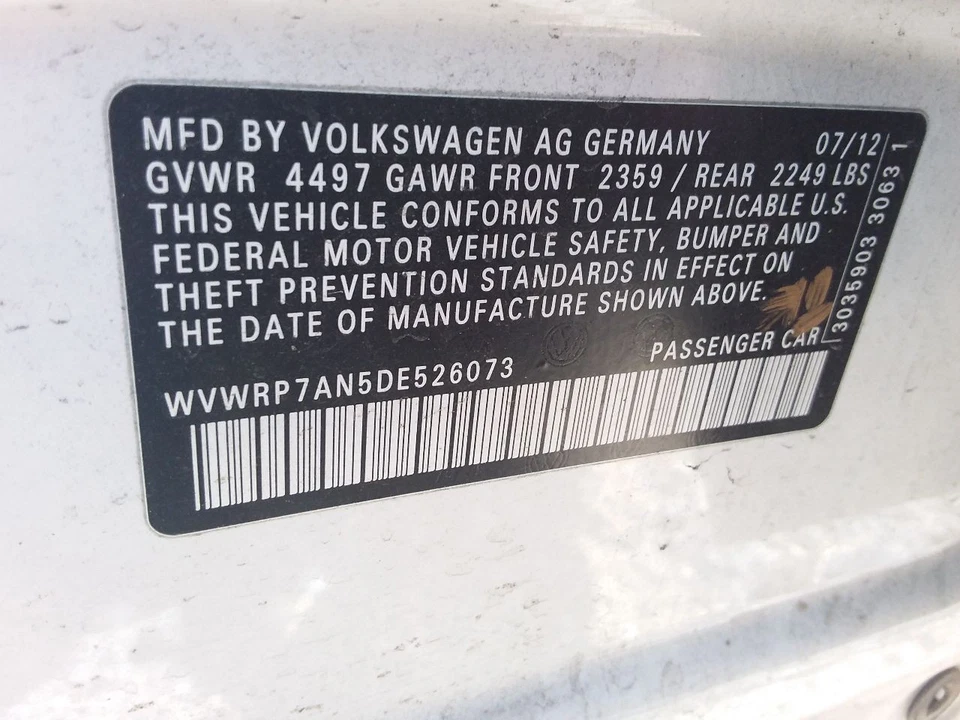 MFD BY VOLKSWAGEN AG GERMANY 07/12
GVWR 4497 GAWR FRONT 2359 / REAR 2249 LBS
THIS VEHICLE CONFORMS TO ALL APPLICABLE U.S.
FEDERAL MOTOR VEHICLE SAFETY, BUMPER AND
THEFT PREVENTION STANDARDS IN EFFECT ON
THE DATE OF MANUFACTURE SHOWN ABOVE.
PASSENGER CAR
WVWRP7AN5DE526073
3035903 3063 1